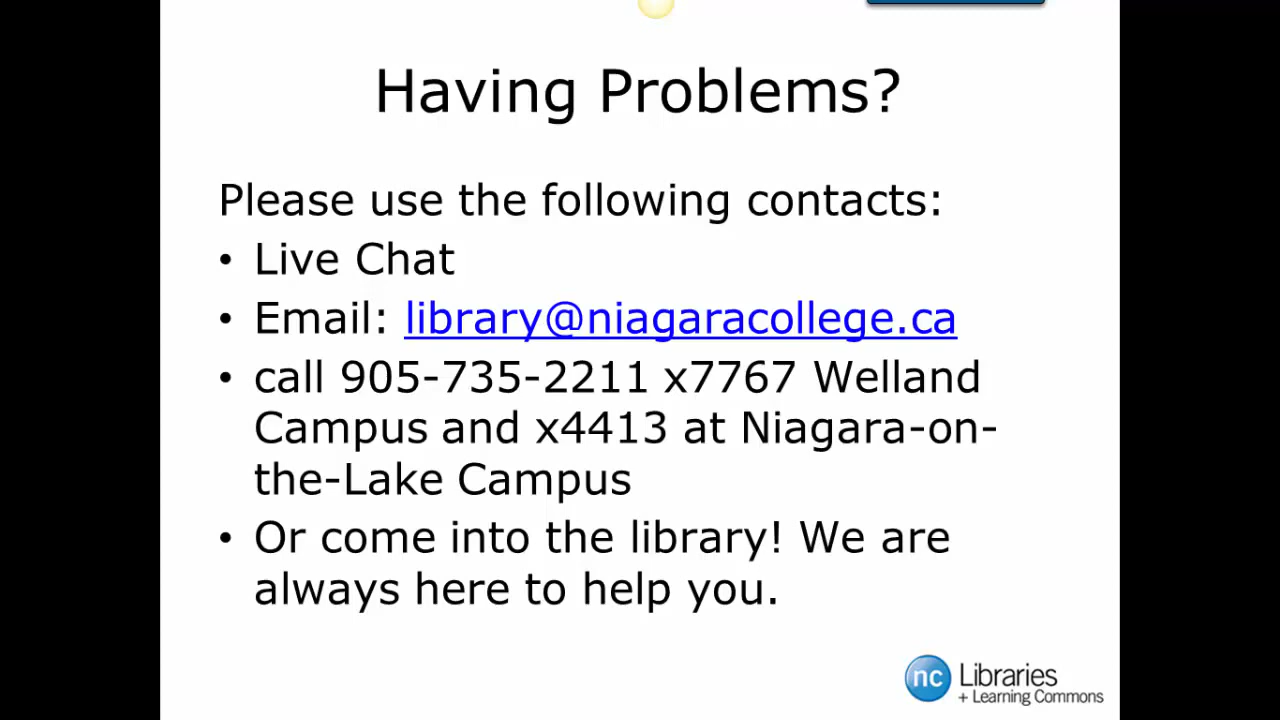 Having Problems?
Please use the following contacts:
• Live Chat
• Email: library@niagaracollege.ca
• call 905-735-2211 x7767 Welland
Campus and x4413 at Niagara-on-
the-Lake Campus
• Or come into the library! We are
always here to help you.
nc Libraries
+ Learning Commons